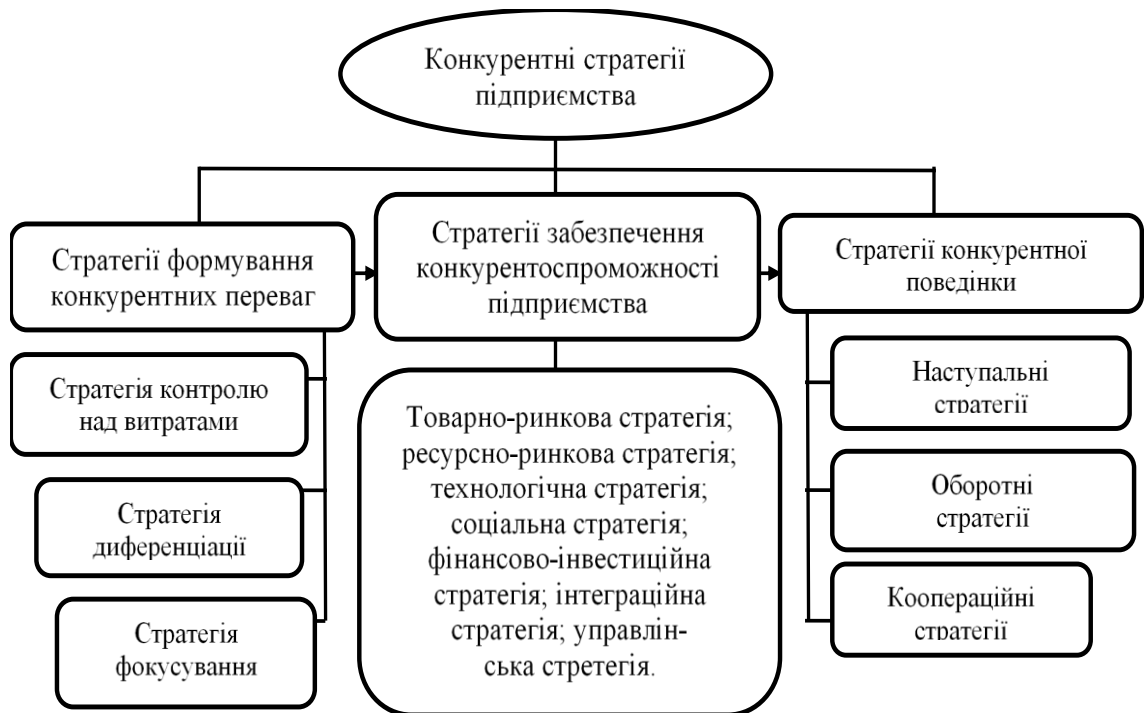 Конкурентні стратегії
підприємства
Стратегії формування
конкурентних переваг
Стратегії забезпечення
конкурентоспроможності
підприємства
Стратегії конкурентної
поведінки
Стратегія контролю
над витратами
Стратегія
диференціації
Стратегія
фокусування
Товарно-ринкова стратегія;
ресурсно-ринкова стратегія;
технологічна стратегія;
соціальна стратегія;
фінансово-інвестиційна
стратегія; інтеграційна
стратегія; управлін-
ська стретегія.
Наступальні
стратегії
Оборотні
стратегії
Коопераційні
стратегії